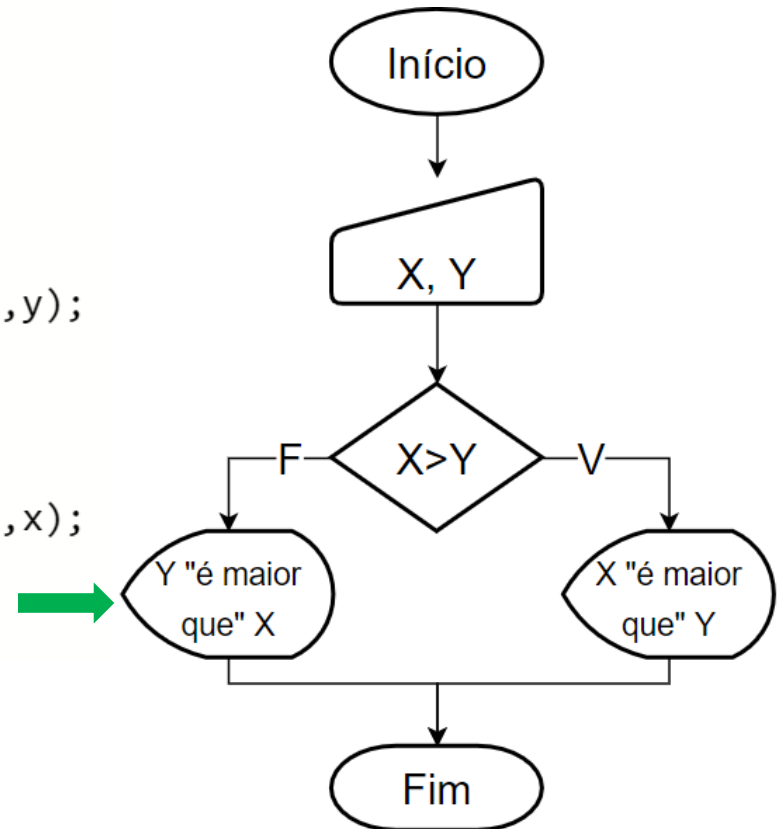 Início
X, Y
,y);
X>Y
F
V
,x);
Y "é maior
que" X
X "é maior
que" Y
Fim